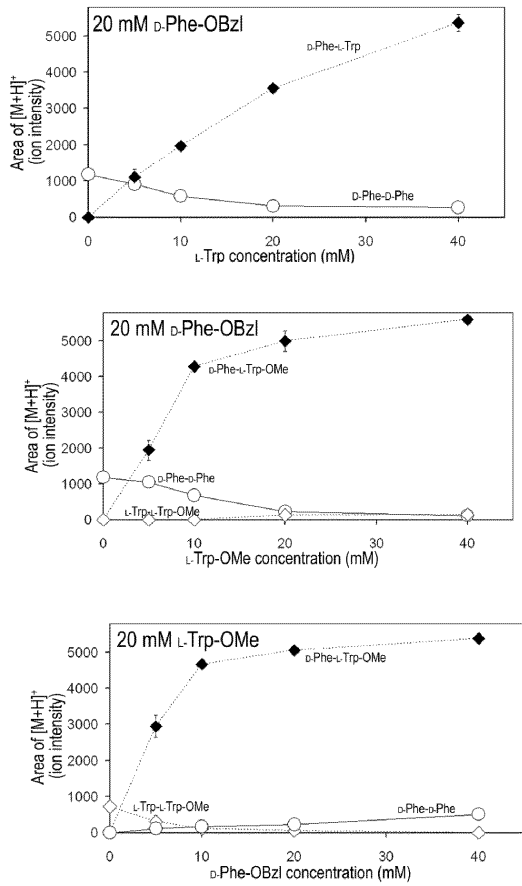 20 mM D-Phe-OBzl
D-Phe-L-Trp
D-Phe-D-Phe
Area of [M+H]+
(ion intensity)
5000
4000
3000
2000
1000
0
0 10 20 30 40
L-Trp concentration (mM)
20 mM D-Phe-OBzl
D-Phe-L-Trp-OMe
D-Phe-D-Phe
L-Trp-L-Trp-OMe
Area of [M+H]+
(ion intensity)
5000
4000
3000
2000
1000
0
0 10 20 30 40
L-Trp-OMe concentration (mM)
20 mM L-Trp-OMe
D-Phe-L-Trp-OMe
L-Trp-L-Trp-OMe
D-Phe-D-Phe
Area of [M+H]+
(ion intensity)
5000
4000
3000
2000
1000
0
0 10 20 30 40
D-Phe-OBzl concentration (mM)